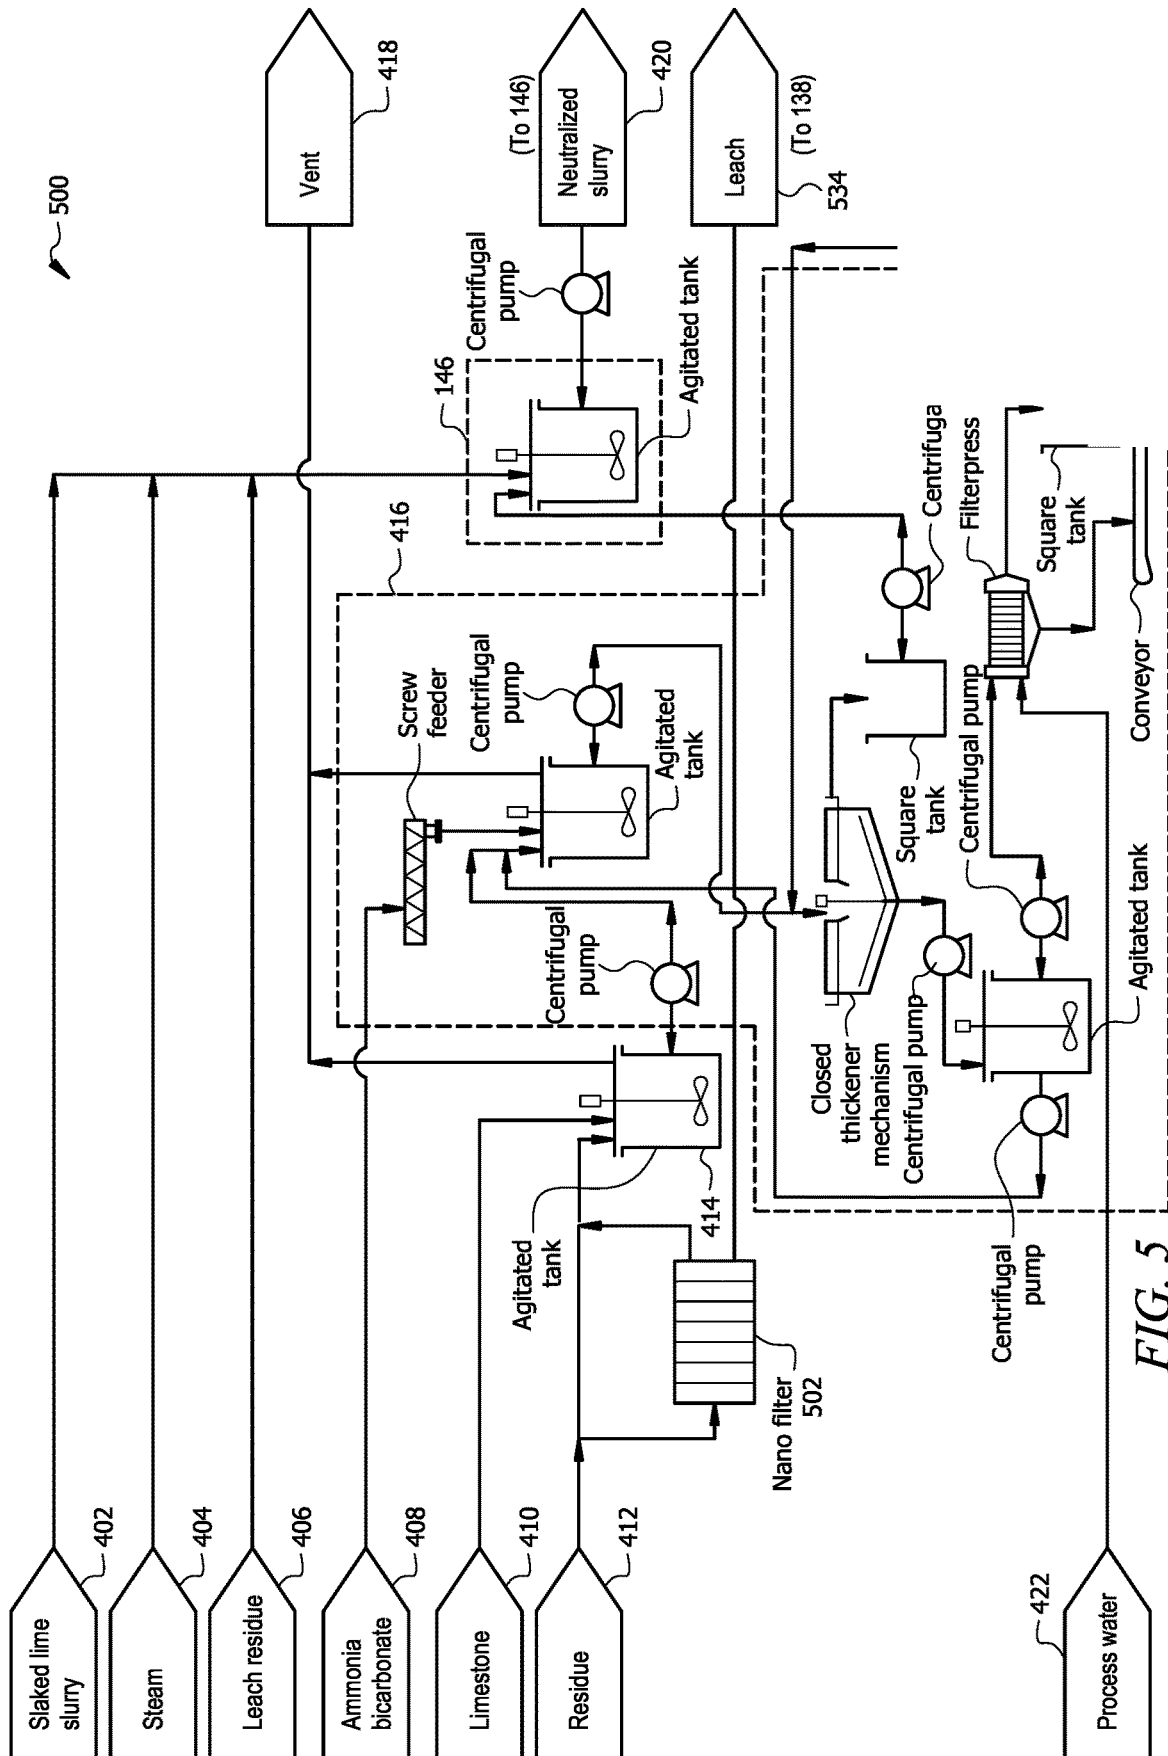 500
Slaked lime
slurry
402
Steam
404
Leach residue
406
Ammonia
bicarbonate
408
Limestone
410
Residue
412
Process water
422
Vent
418
(To 146)
Neutralized
slurry
420
Leach
(To 138)
534
Centrifugal
pump
146
Agitated tank
416
Screw
feeder
Centrifugal
pump
Agitated
tank
Centrifugal
pump
Agitated
tank
414
Nano filter
502
Closed
thickener
mechanism
Centrifugal pump
Square
tank
Centrifuga
Filterpress
Square
tank
Conveyor
Centrifugal pump
Agitated tank
Centrifugal
pump
FIG. 5